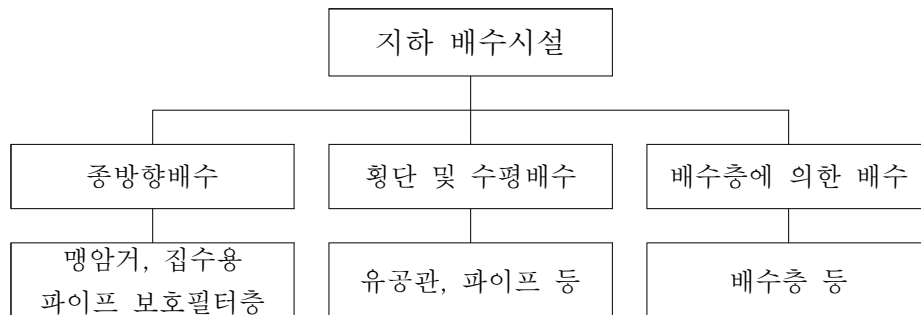 지하 배수시설
종방향배수
횡단 및 수평배수
배수층에 의한 배수
맹암거, 집수용
파이프 보호필터층
유공관, 파이프 등
배수층 등